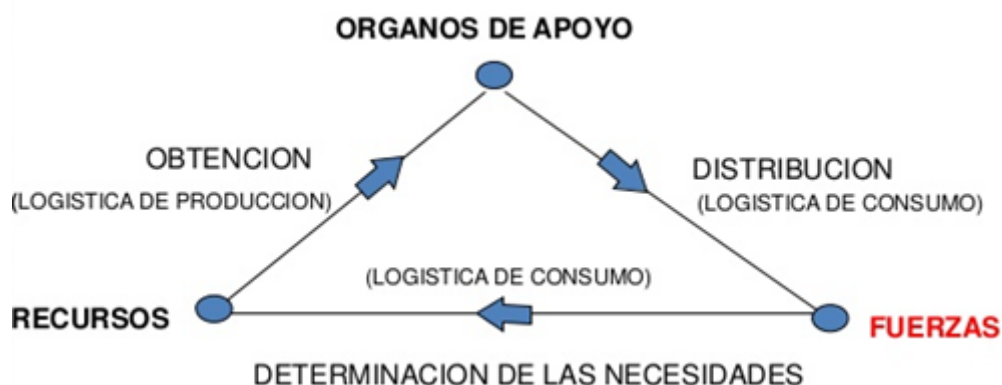 ORGANOS DE APOYO
OBTENCION
(LOGISTICA DE PRODUCCION)
DISTRIBUCION
(LOGISTICA DE CONSUMO)
(LOGISTICA DE CONSUMO)
RECURSOS
FUERZAS
DETERMINACION DE LAS NECESIDADES